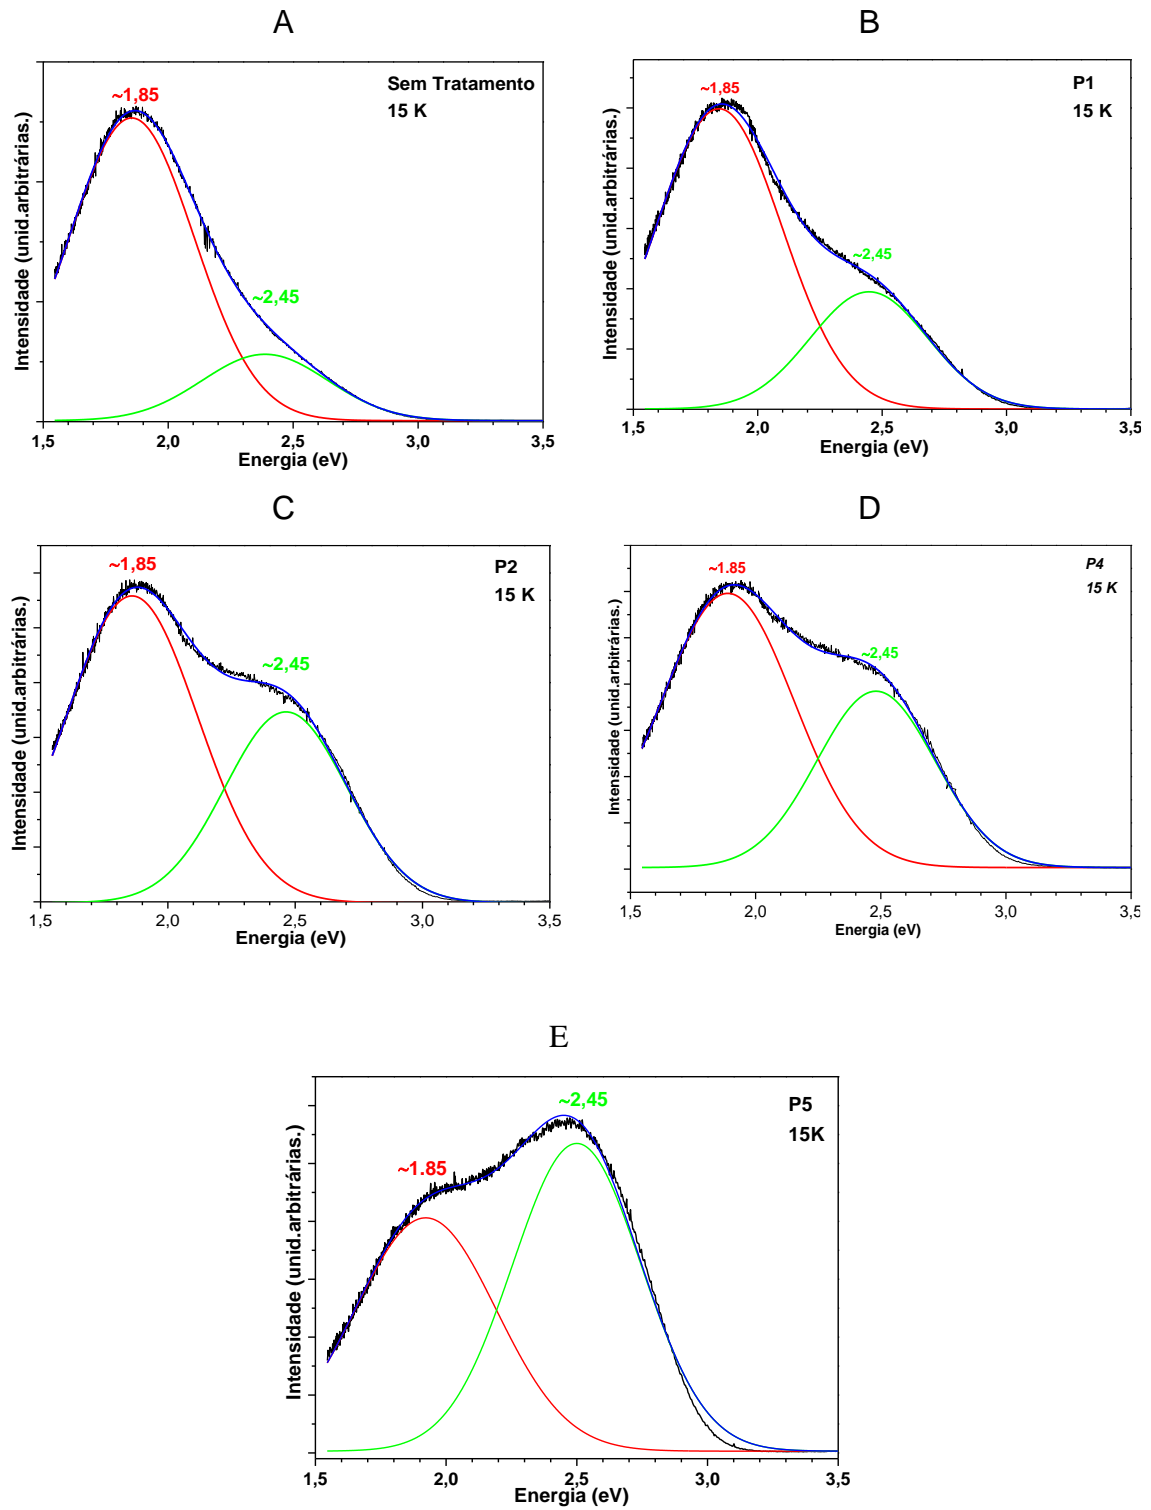 A
Sem Tratamento
15 K
~1,85
~2,45
Intensidade (unid.arbitrárias.)
1,5 2,0 2,5 3,0 3,5
Energia (eV)
B
P1
15 K
~1,85
~2,45
Intensidade (unid.arbitrárias.)
1,5 2,0 2,5 3,0 3,5
Energia (eV)
C
P2
15 K
~1,85
~2,45
Intensidade (unid.arbitrárias.)
1,5 2,0 2,5 3,0 3,5
Energia (eV)
D
P4
15 K
~1.85
~2,45
Intensidade (unid.arbitrárias.)
1,5 2,0 2,5 3,0 3,5
Energia (eV)
E
P5
15K
~2,45
~1.85
Intensidade (unid.arbitrárias.)
1,5 2,0 2,5 3,0 3,5
Energia (eV)